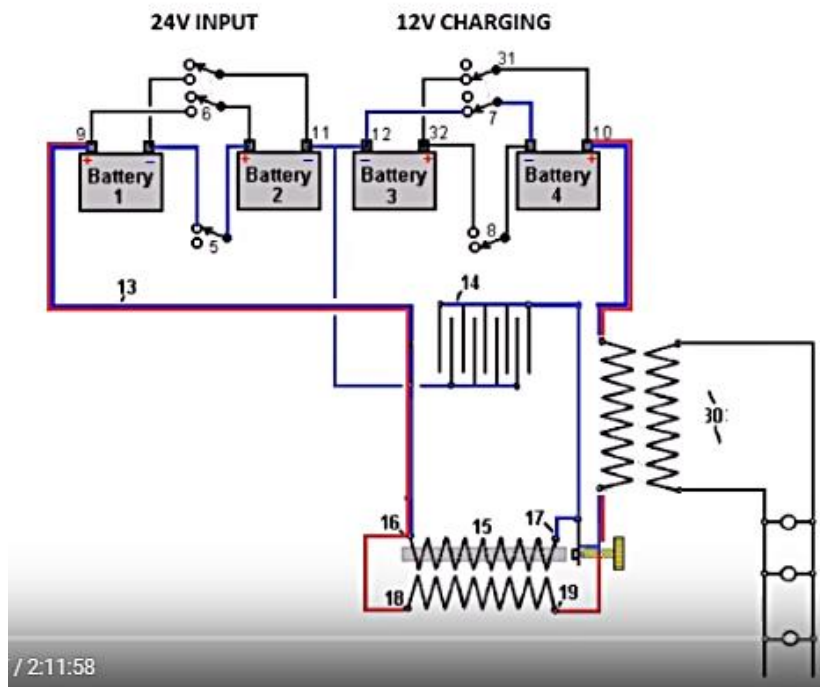 24V INPUT 12V CHARGING
31
6 7
9 11 12 32 10
+ − + − − + − +
Battery 1
Battery 2
Battery 3
Battery 4
5 8
13 14
30
16 15 17
18 19
/ 2:11:58